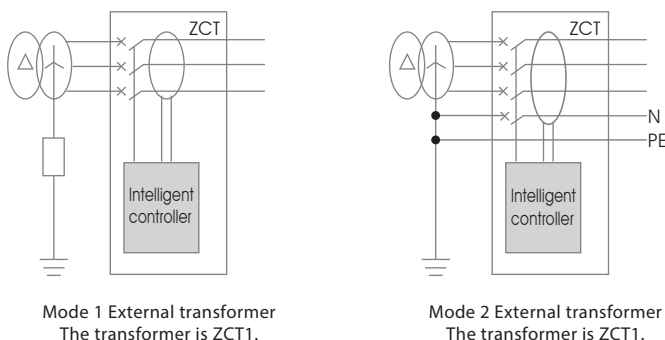 ZCT
Intelligent
controller
Mode 1 External transformer
The transformer is ZCT1.
ZCT
N
PE
Intelligent
controller
Mode 2 External transformer
The transformer is ZCT1.